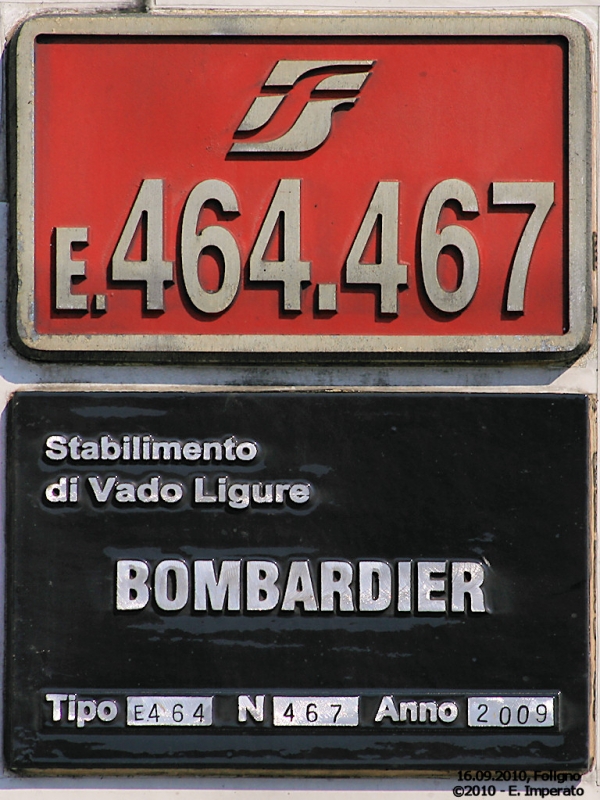 E.464.467
Stabilimento
di Vado Ligure
BOMBARDIER
Tipo E464 N 467 Anno 2009
16.09.2010, Foligno
©2010 - E. Imperato